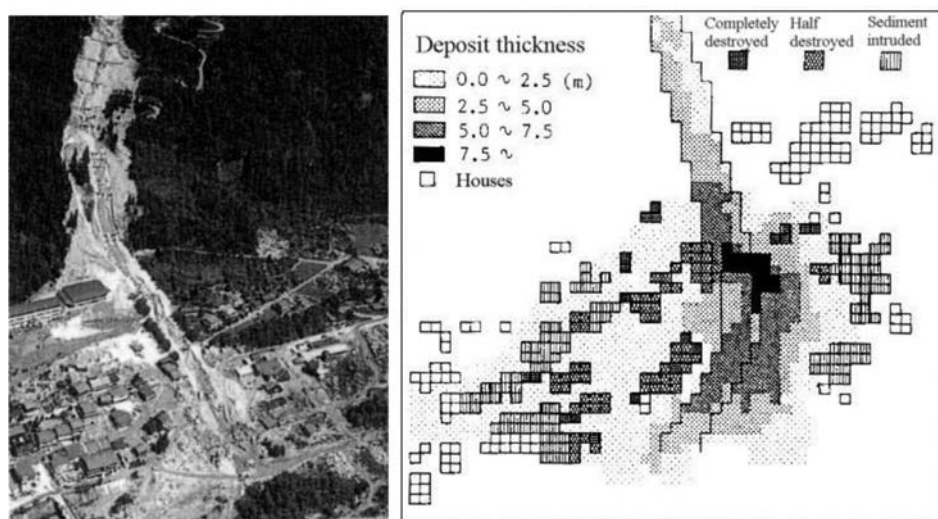 Deposit thickness
0.0 ~ 2.5 (m)
2.5 ~ 5.0
5.0 ~ 7.5
7.5 ~
Houses
Completely destroyed
Half destroyed
Sediment intruded